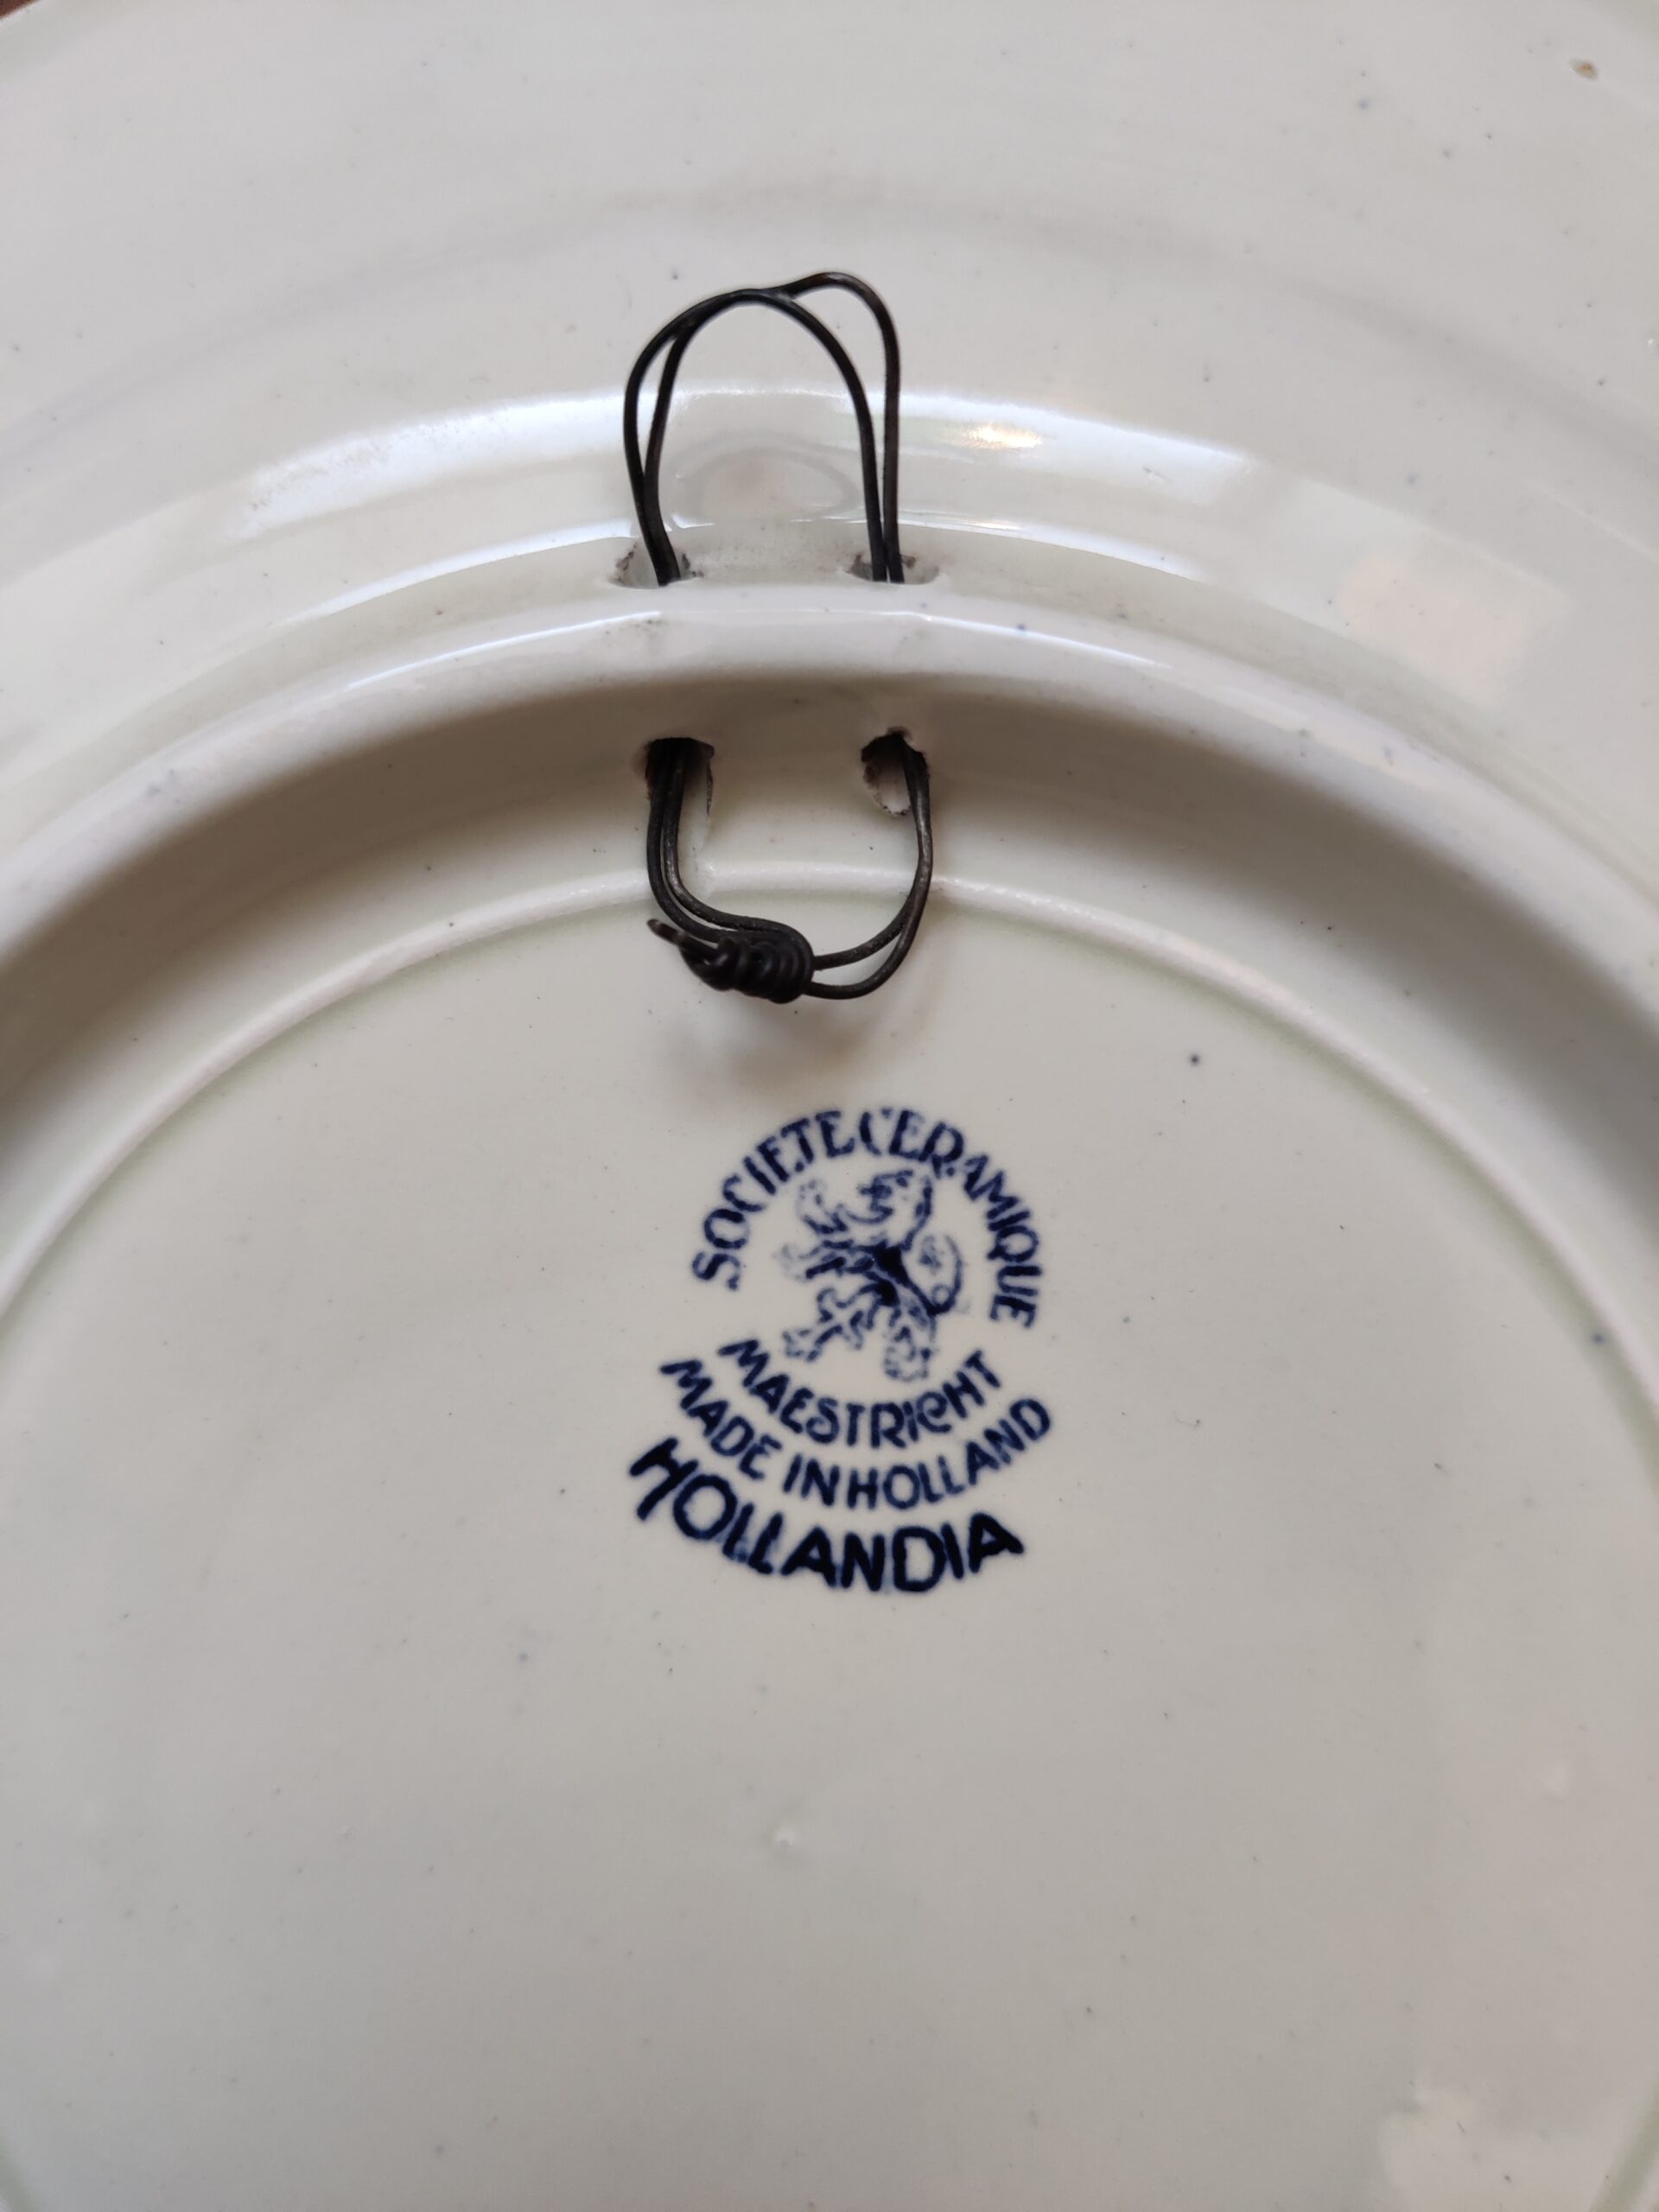 SOCIETE CERAMIQUE
MAESTRICHT
MADE IN HOLLAND
HOLLANDIA